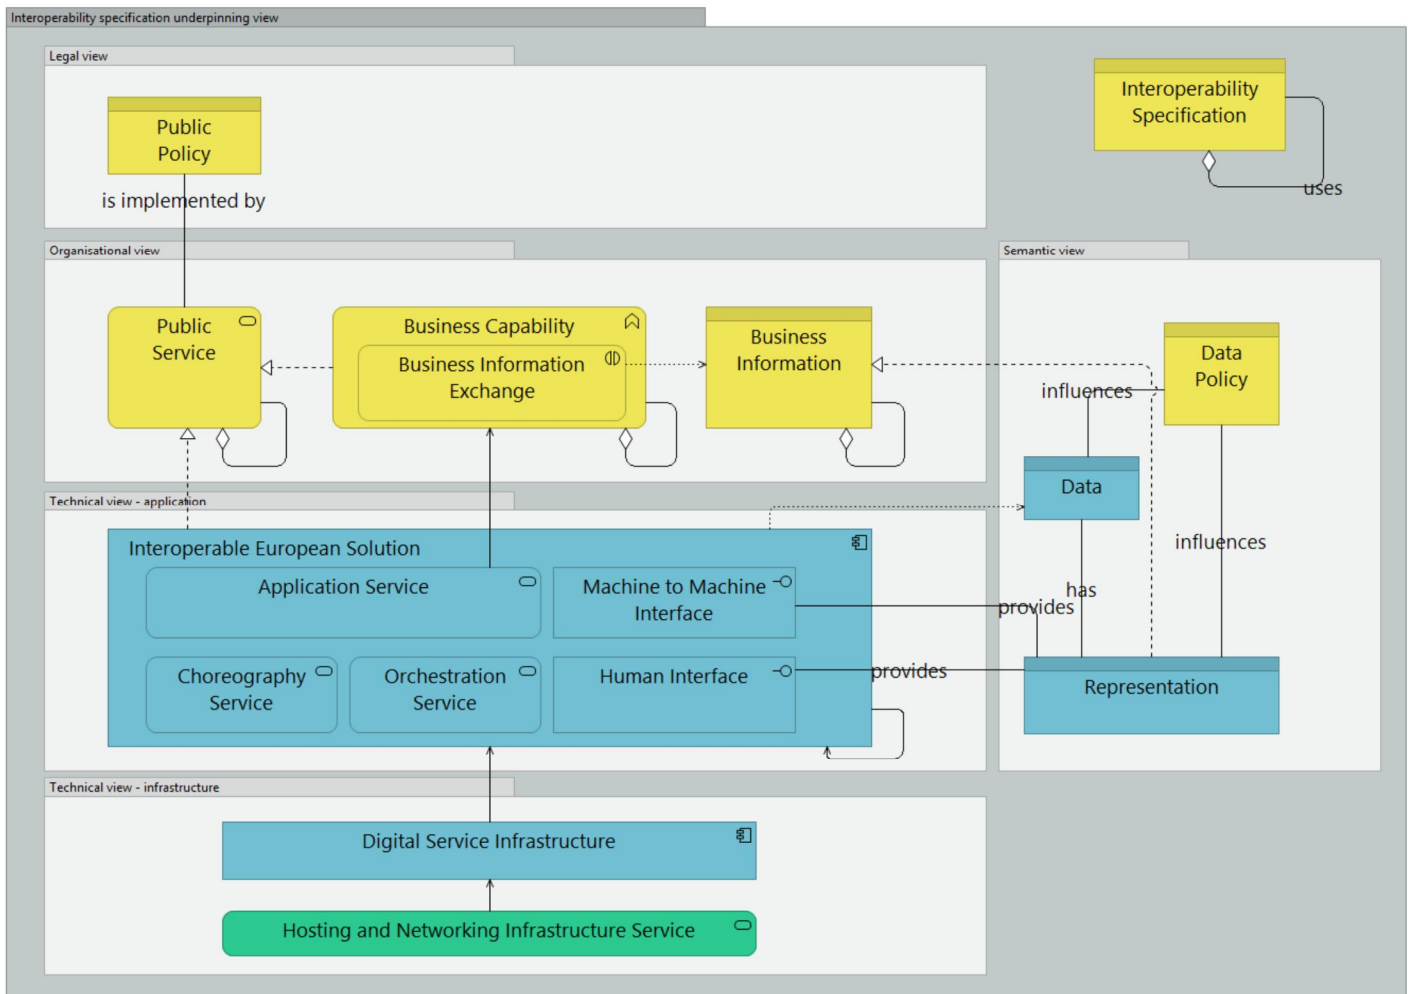 Interoperability specification underpinning view
Legal view
Public
Policy
is implemented by
Interoperability
Specification
uses
Organisational view
Public
Service
Business Capability
Business Information
Exchange
Business
Information
Semantic view
Data
Policy
influences
Data
influences
has
provides
provides
Representation
Technical view - application
Interoperable European Solution
Application Service
Machine to Machine
Interface
Choreography
Service
Orchestration
Service
Human Interface
Technical view - infrastructure
Digital Service Infrastructure
Hosting and Networking Infrastructure Service